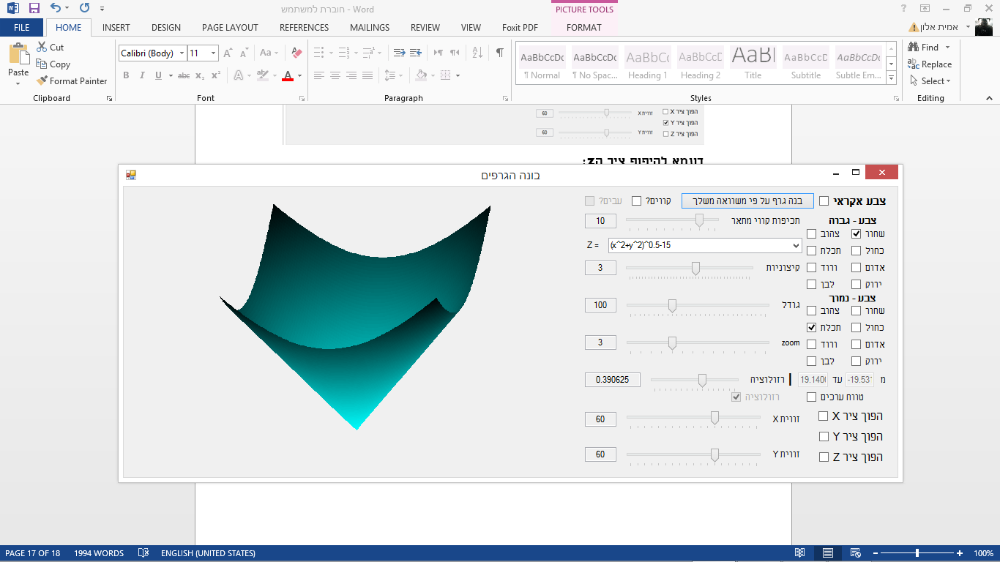 חוברת למשתמש - Word
PICTURE TOOLS
FILE HOME INSERT DESIGN PAGE LAYOUT REFERENCES MAILINGS REVIEW VIEW Foxit PDF FORMAT אמית אלון
Paste Cut Copy Format Painter
Calibri (Body) 11
AaBbCcDc AaBbCcDc AaBbCc AaBbCcD AaBl AaBbCcD AaBbCcDc
¶ Normal ¶ No Spac... Heading 1 Heading 2 Title Subtitle Subtle Em...
Find Replace Select
Clipboard Font Paragraph Styles Editing
הפוך ציר X זווית X 60
הפוך ציר Y
הפוך ציר Z זווית Y 60
דוגמא להיפוך ציר הZ:
בונה הגרפים
צבע אקראי בנה גרף על פי משוואה משלך קווים? עבים?
צבע - גבוה תכיפות קווי מתאר 10
שחור צהוב
Z = (x^2+y^2)^0.5-15
כחול תכלת
אדום ורוד קיצוניות 3
ירוק לבן
צבע - נמוך
שחור צהוב גודל 100
כחול תכלת
אדום ורוד zoom 3
ירוק לבן
מ -19.531 עד 19.1406 רזולוציה 0.390625
טווח ערכים רזולוציה
הפוך ציר X זווית X 60
הפוך ציר Y
הפוך ציר Z זווית Y 60
PAGE 17 OF 18 1994 WORDS ENGLISH (UNITED STATES) 100%